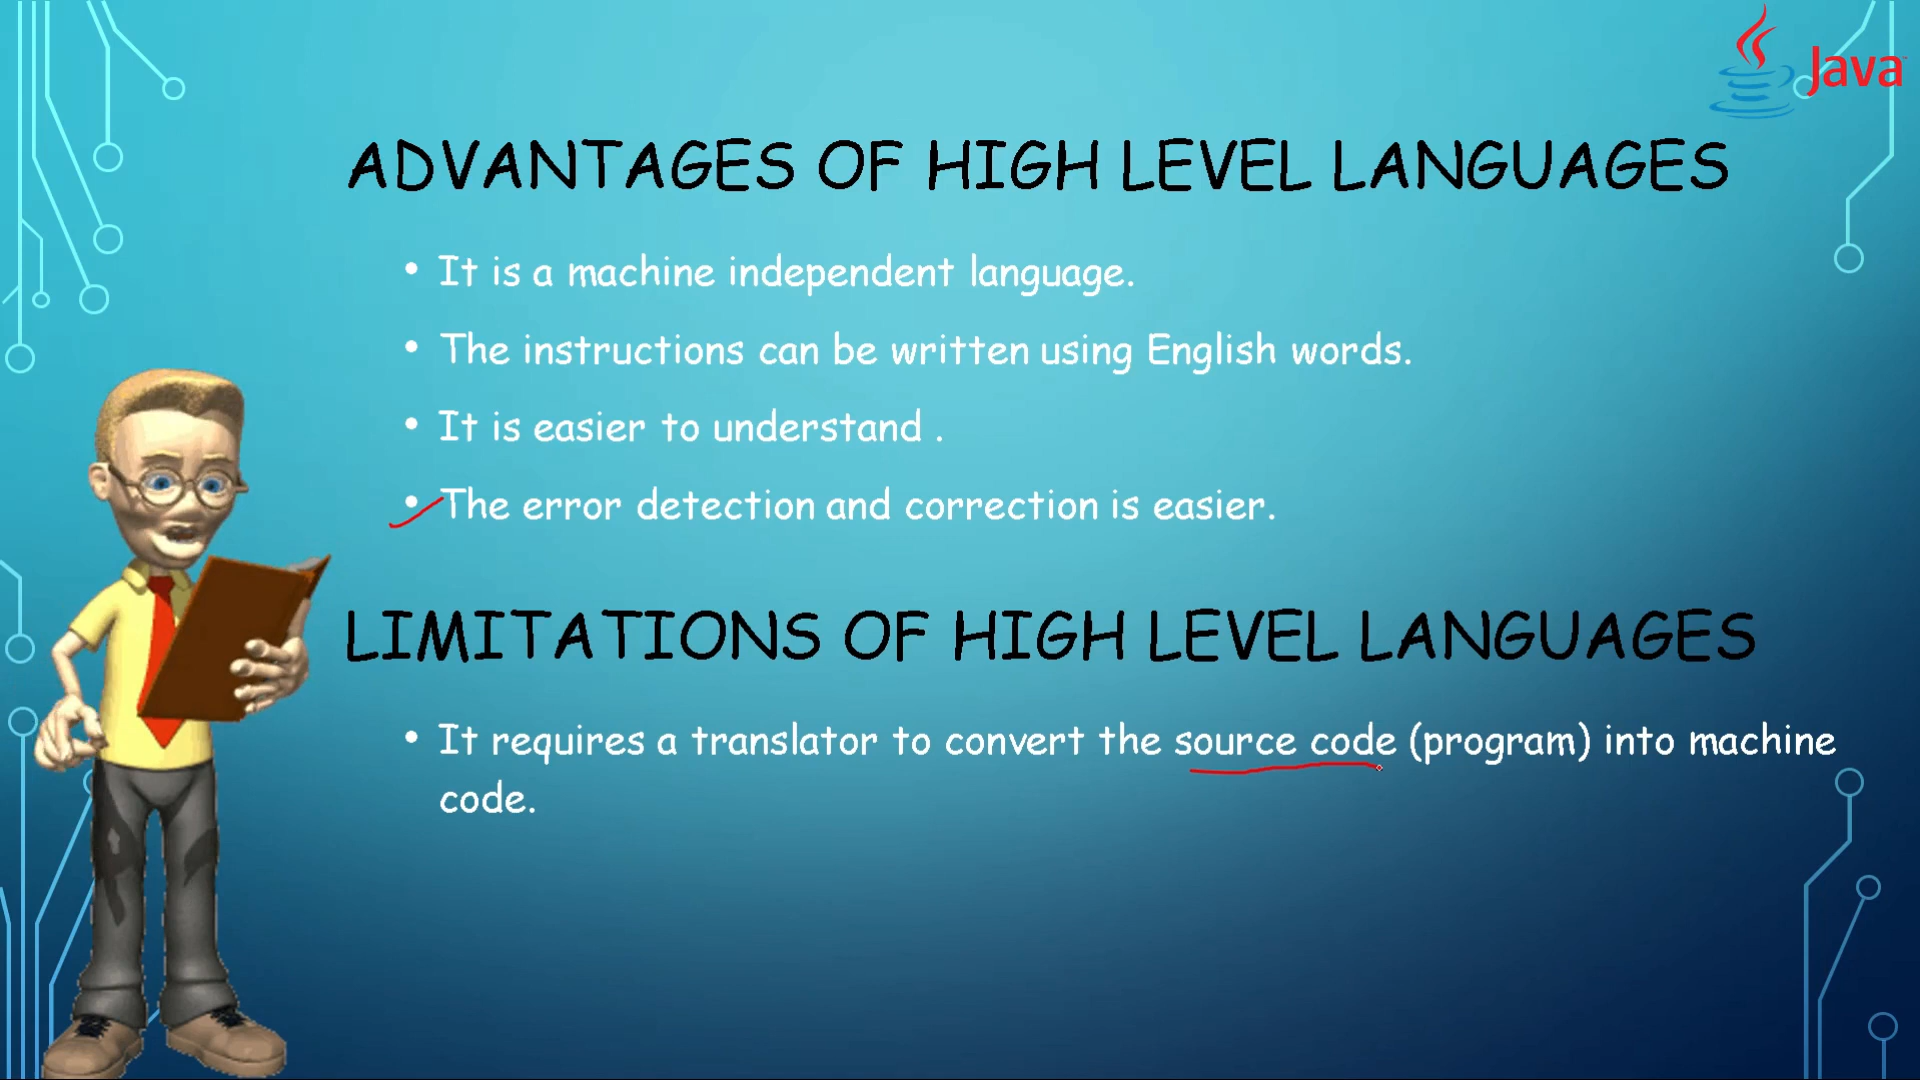 Java
ADVANTAGES OF HIGH LEVEL LANGUAGES
• It is a machine independent language.
• The instructions can be written using English words.
• It is easier to understand .
• The error detection and correction is easier.
LIMITATIONS OF HIGH LEVEL LANGUAGES
• It requires a translator to convert the source code (program) into machine
code.